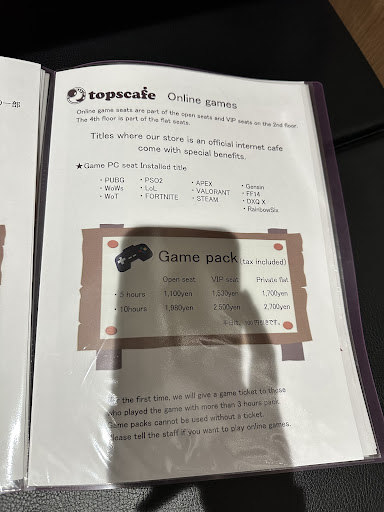 の一部
topscafe Online games
Online game seats are part of the open seats and VIP seats on the 2nd floor.
The 4th floor is part of the flat seats.
Titles where our store is an official internet cafe
come with special benefits.
★Game PC seat Installed title
・PUBG ・PSO2 ・APEX ・Gensin
・WoWs ・LoL ・VALORANT ・FF14
・WoT ・FORTNITE ・STEAM ・DXQ X
・RainbowSix
Game pack (tax included)
Open seat VIP seat Private flat
・5 hours 1,100yen 1,500yen 1,700yen
・10hours 1,980yen 2,500yen 2,700yen
the first time, we will give a game ticket to those
who played the game with more than 3 hours pack.
Game packs cannot be used without a ticket.
Please tell the staff if you want to play online games.